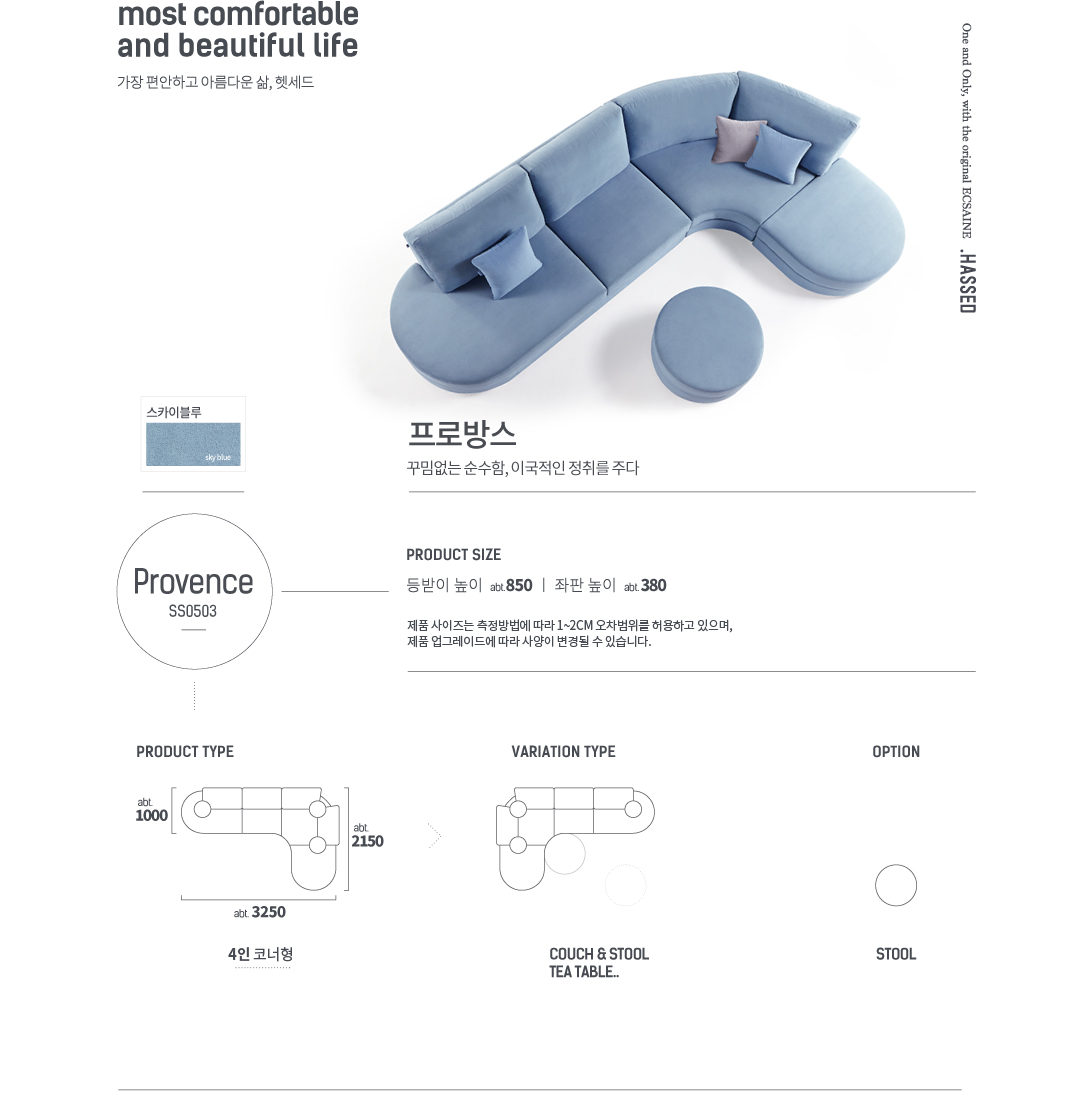 most comfortable
and beautiful life
가장 편안하고 아름다운 삶, 헷세드
One and Only, with the original ECSAINE .HASSED
스카이블루
sky blue
프로방스
꾸밈없는 순수함, 이국적인 정취를 주다
Provence
SS0503
PRODUCT SIZE
등받이 높이 abt.850 | 좌판 높이 abt.380
제품 사이즈는 측정방법에 따라 1~2CM 오차범위를 허용하고 있으며,
제품 업그레이드에 따라 사양이 변경될 수 있습니다.
PRODUCT TYPE
abt.
1000
abt.
2150
abt. 3250
4인 코너형
VARIATION TYPE
COUCH & STOOL
TEA TABLE..
OPTION
STOOL